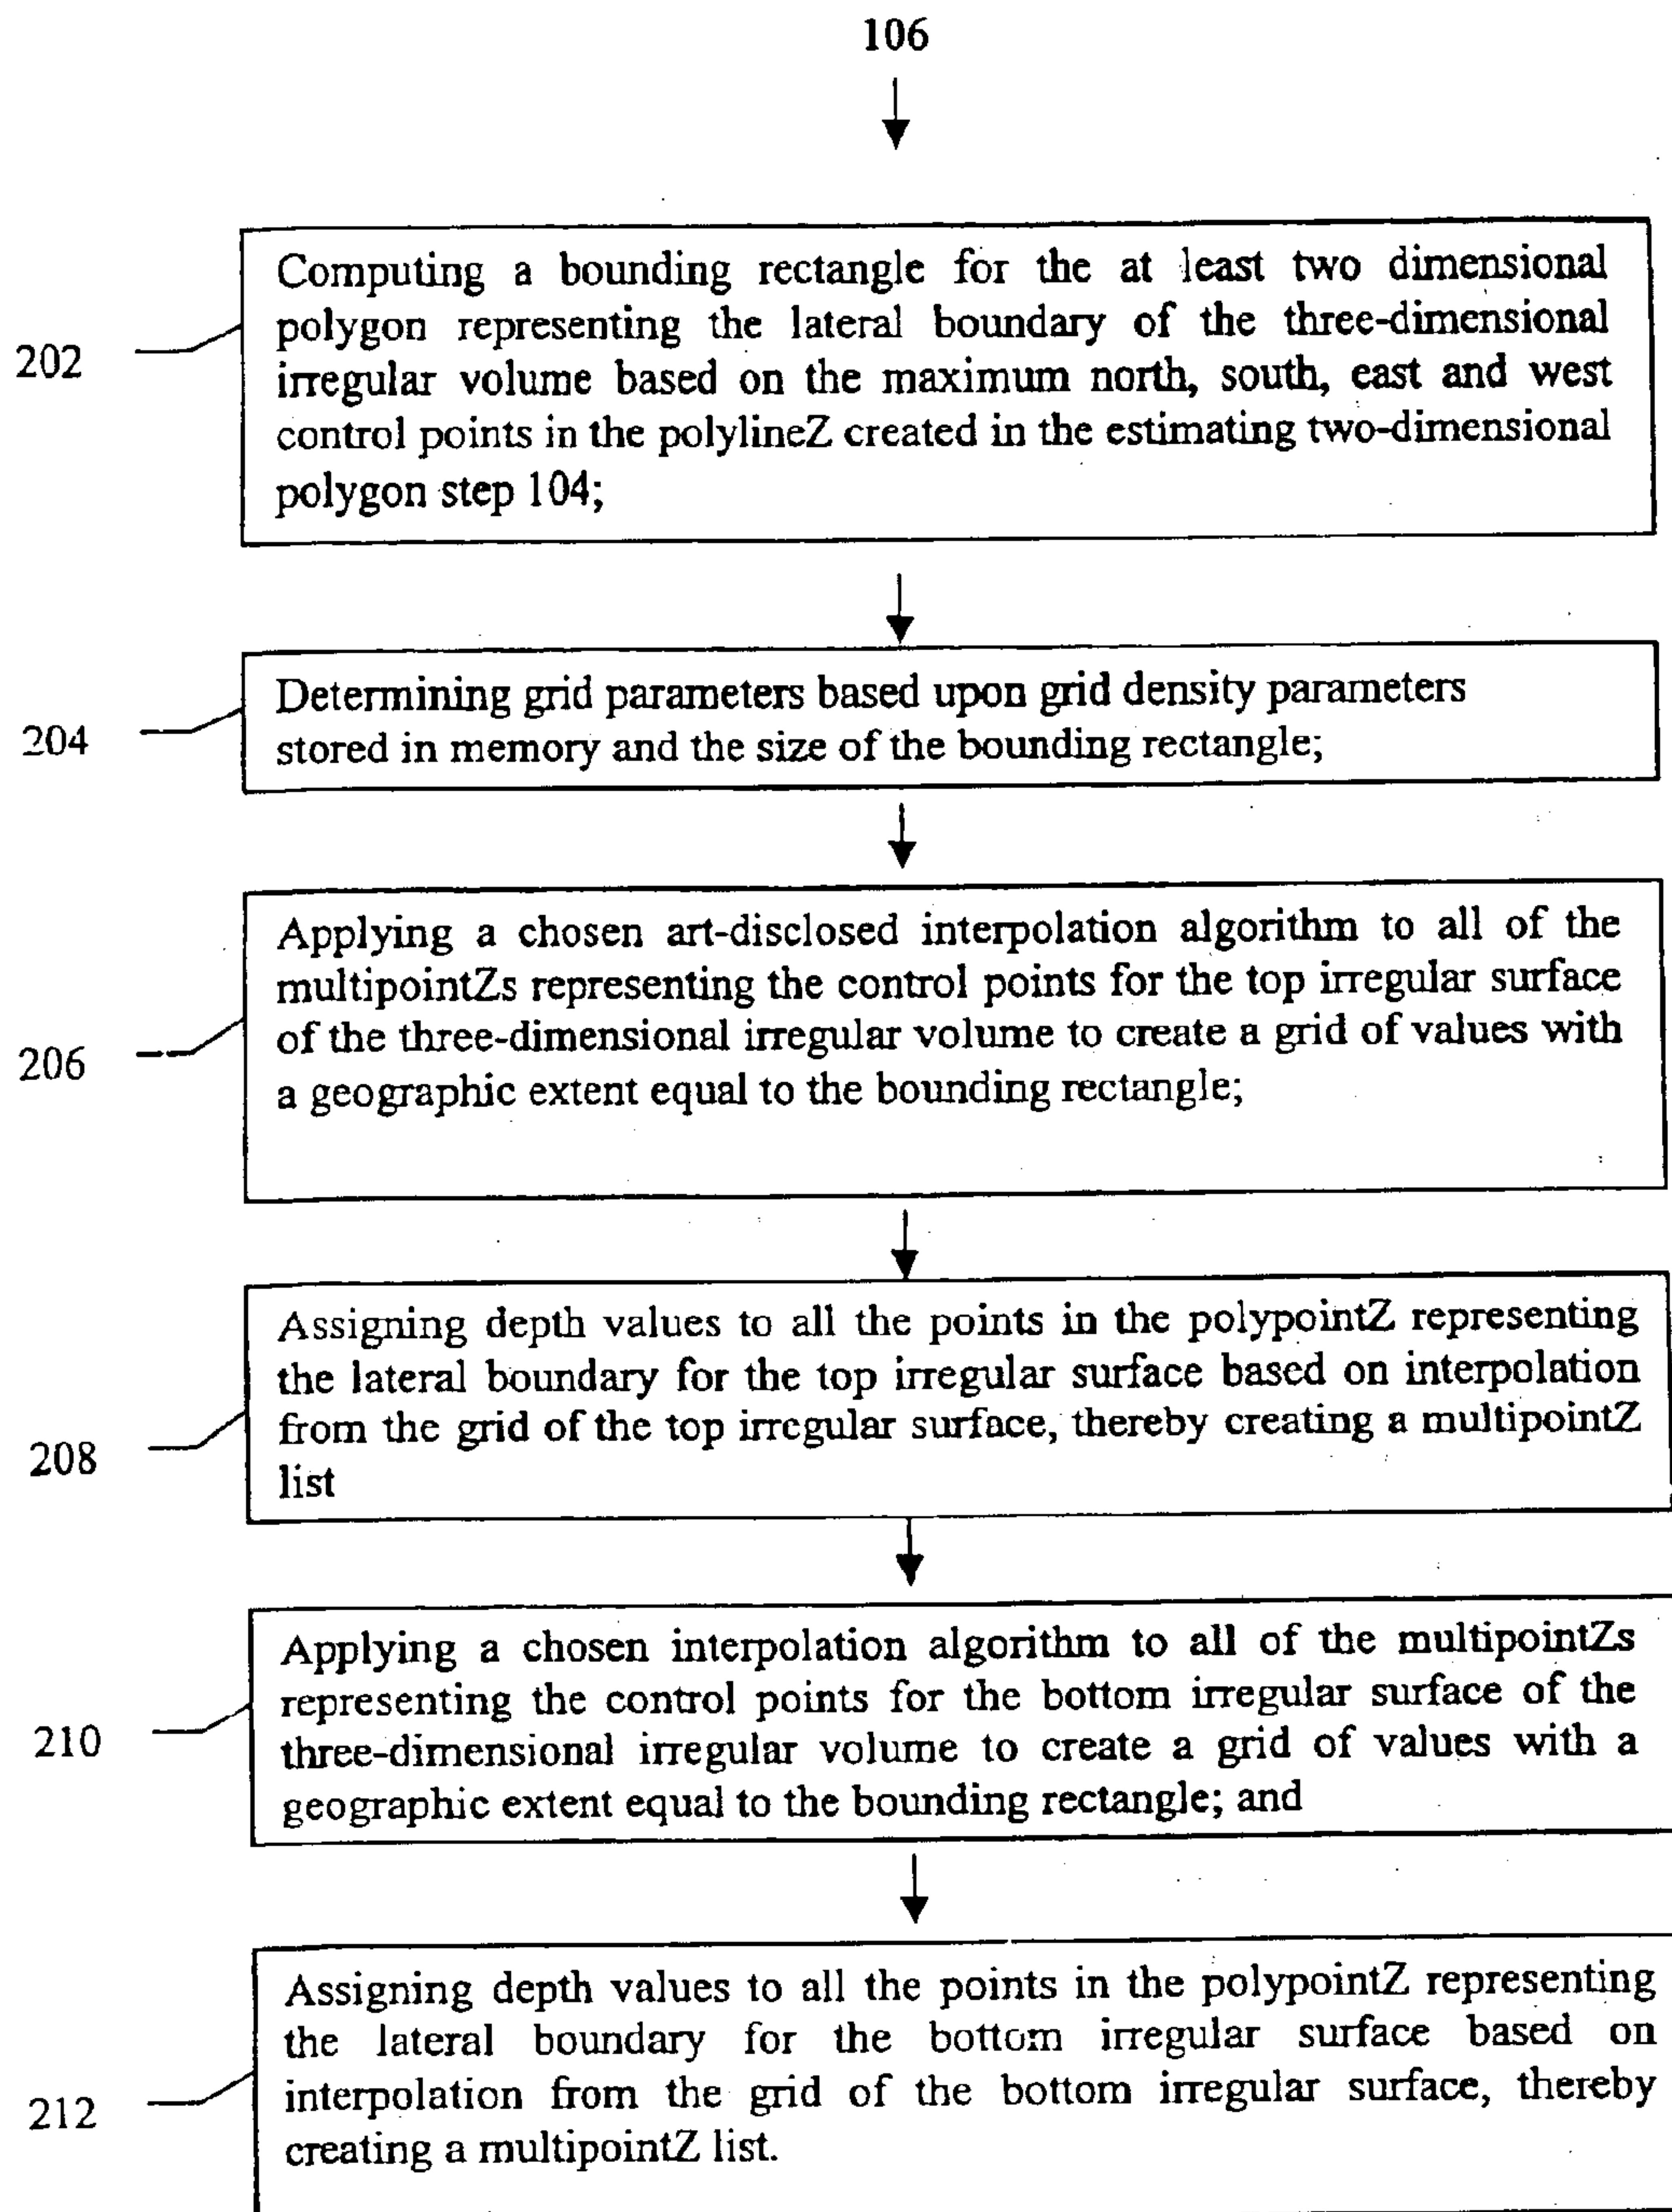 106
Computing a bounding rectangle for the at least two dimensional
polygon representing the lateral boundary of the three-dimensional
irregular volume based on the maximum north, south, east and west
control points in the polylineZ created in the estimating two-dimensional
polygon step 104;
202
Determining grid parameters based upon grid density parameters
stored in memory and the size of the bounding rectangle;
204
Applying a chosen art-disclosed interpolation algorithm to all of the
multipointZs representing the control points for the top irregular surface
of the three-dimensional irregular volume to create a grid of values with
a geographic extent equal to the bounding rectangle;
206
Assigning depth values to all the points in the polypointZ representing
the lateral boundary for the top irregular surface based on interpolation
from the grid of the top irregular surface, thereby creating a multipointZ
list
208
Applying a chosen interpolation algorithm to all of the multipointZs
representing the control points for the bottom irregular surface of the
three-dimensional irregular volume to create a grid of values with a
geographic extent equal to the bounding rectangle; and
210
Assigning depth values to all the points in the polypointZ representing
the lateral boundary for the bottom irregular surface based on
interpolation from the grid of the bottom irregular surface, thereby
creating a multipointZ list.
212